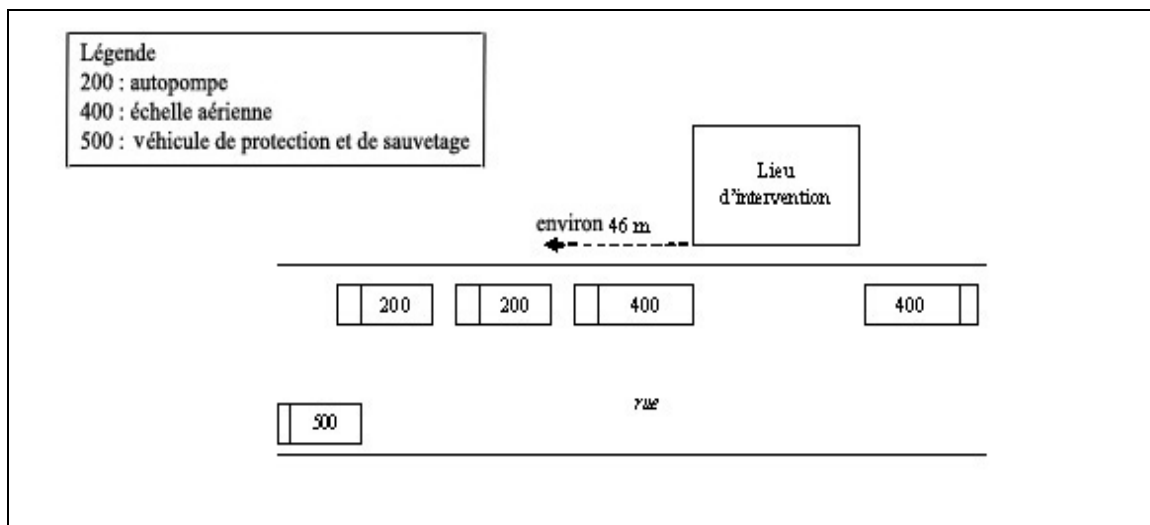 Légende
200 : autopompe
400 : échelle aérienne
500 : véhicule de protection et de sauvetage
Lieu
d'intervention
environ 46 m
200
200
400
400
rue
500